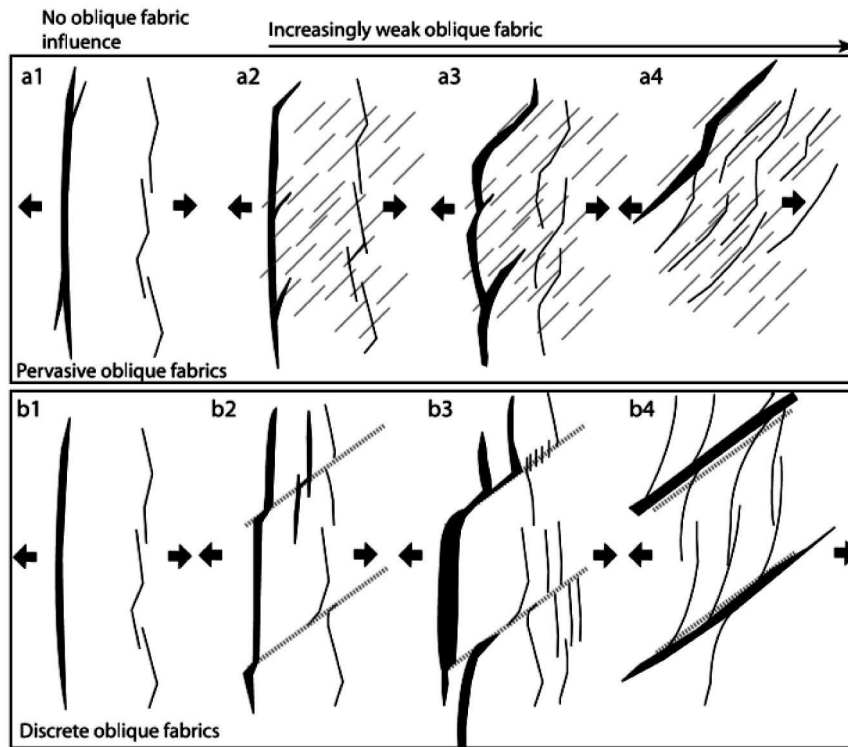 No oblique fabric
influence
Increasingly weak oblique fabric
a1
a2
a3
a4
Pervasive oblique fabrics
b1
b2
b3
b4
Discrete oblique fabrics